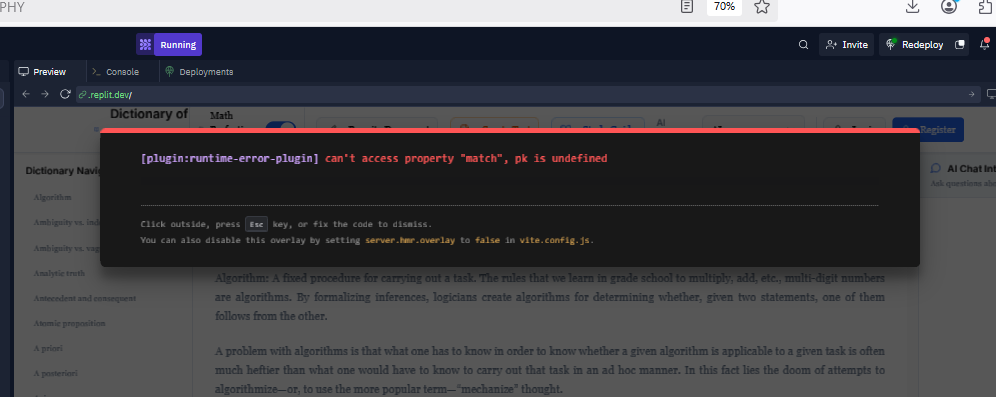 PHY
70%
Running
Invite
Redeploy
Preview
Console
Deployments
.replit.dev/
Dictionary of
Math
AI
Register
[plugin:runtime-error-plugin] can't access property "match", pk is undefined
Click outside, press Esc key, or fix the code to dismiss.
You can also disable this overlay by setting server.hmr.overlay to false in vite.config.js.
Dictionary Navig
Algorithm
Ambiguity vs. ind
Ambiguity vs. vag
Analytic truth
Antecedent and consequent
Atomic proposition
A priori
A posteriori
AI Chat Int
Ask questions abou
Algorithm: A fixed procedure for carrying out a task. The rules that we learn in grade school to multiply, add, etc., multi-digit numbers
are algorithms. By formalizing inferences, logicians create algorithms for determining whether, given two statements, one of them
follows from the other.
A problem with algorithms is that what one has to know in order to know whether a given algorithm is applicable to a given task is often
much heftier than what one would have to know to carry out that task in an ad hoc manner. In this fact lies the doom of attempts to
algorithmize—or, to use the more popular term—“mechanize” thought.